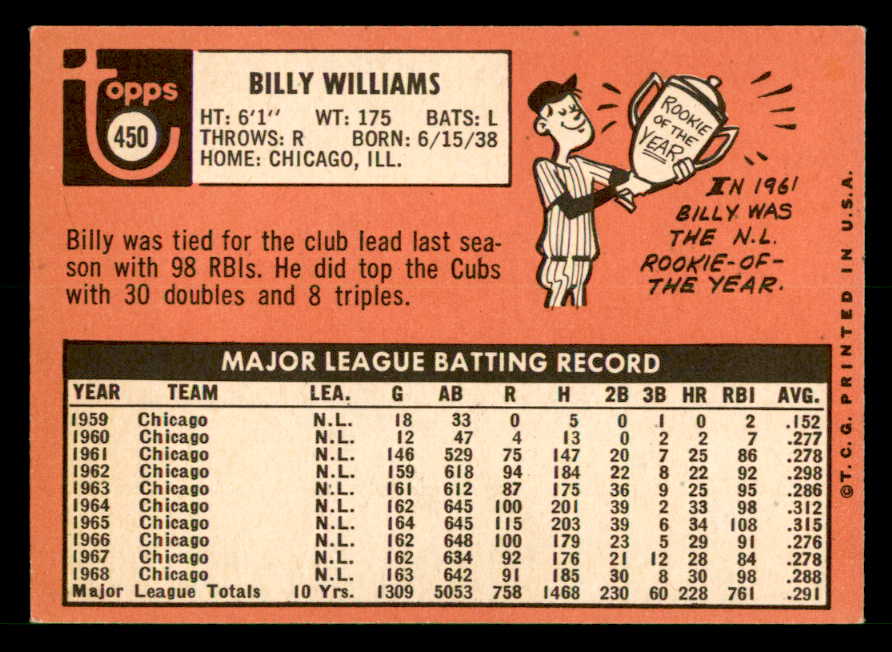 topps
450
BILLY WILLIAMS
HT: 6'1" WT: 175 BATS: L
THROWS: R BORN: 6/15/38
HOME: CHICAGO, ILL.
Billy was tied for the club lead last sea-
son with 98 RBIs. He did top the Cubs
with 30 doubles and 8 triples.
ROOKIE
OF THE
YEAR
IN 1961
BILLY WAS
THE N.L.
ROOKIE-OF-
THE YEAR.
MAJOR LEAGUE BATTING RECORD
YEAR TEAM LEA. G AB R H 2B 3B HR RBI AVG.
1959 Chicago N.L. 18 33 0 5 0 1 0 2 .152
1960 Chicago N.L. 12 47 4 13 0 2 2 7 .277
1961 Chicago N.L. 146 529 75 147 20 7 25 86 .278
1962 Chicago N.L. 159 618 94 184 22 8 22 92 .298
1963 Chicago N.L. 161 612 87 175 36 9 25 95 .286
1964 Chicago N.L. 162 645 100 201 39 2 33 98 .312
1965 Chicago N.L. 164 645 115 203 39 6 34 108 .315
1966 Chicago N.L. 162 648 100 179 23 5 29 91 .276
1967 Chicago N.L. 162 634 92 176 21 12 28 84 .278
1968 Chicago N.L. 163 642 91 185 30 8 30 98 .288
Major League Totals 10 Yrs. 1309 5053 758 1468 230 60 228 761 .291
© T. C. G. PRINTED IN U.S.A.